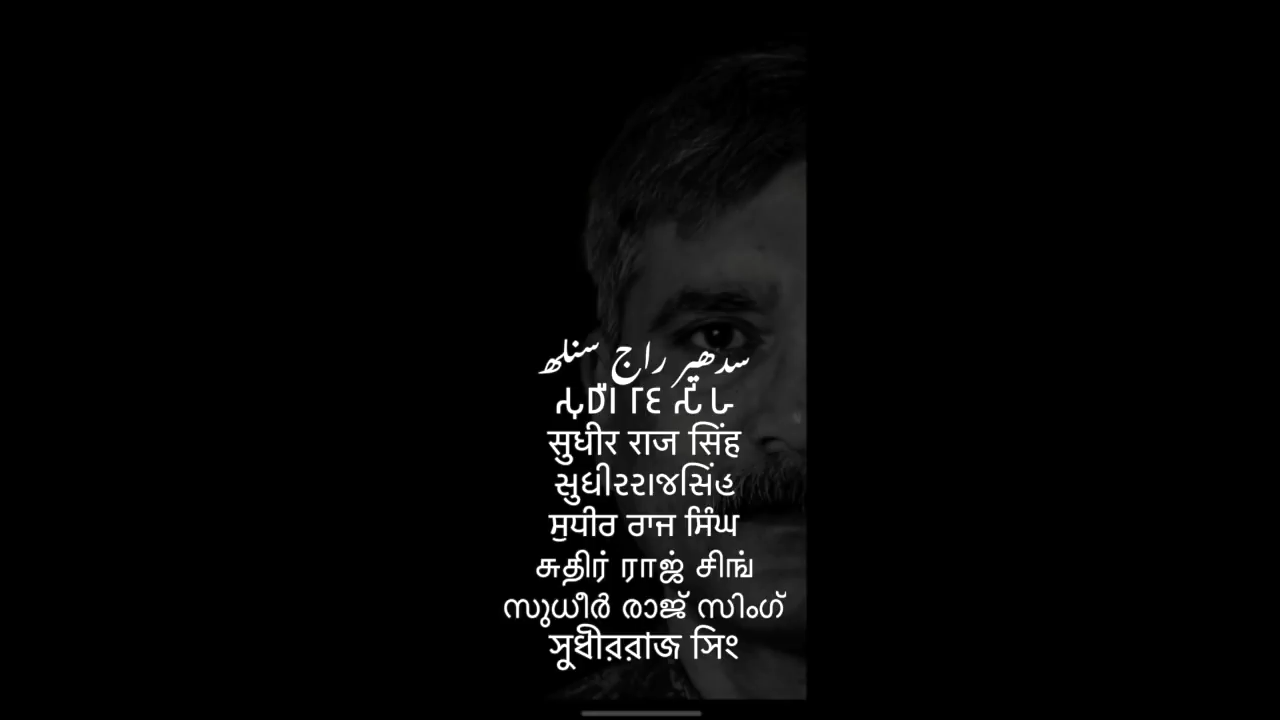 سدھیر راج سنلھ
सुधीर राज सिंह
સુધીરરાજસિંહ
ਸੁਧੀਰ ਰਾਜ ਸਿੰਘ
சுதிர் ராஜ் சிங்
സുധീർ രാജ് സിംഗ്
সুধীররাজ সিং